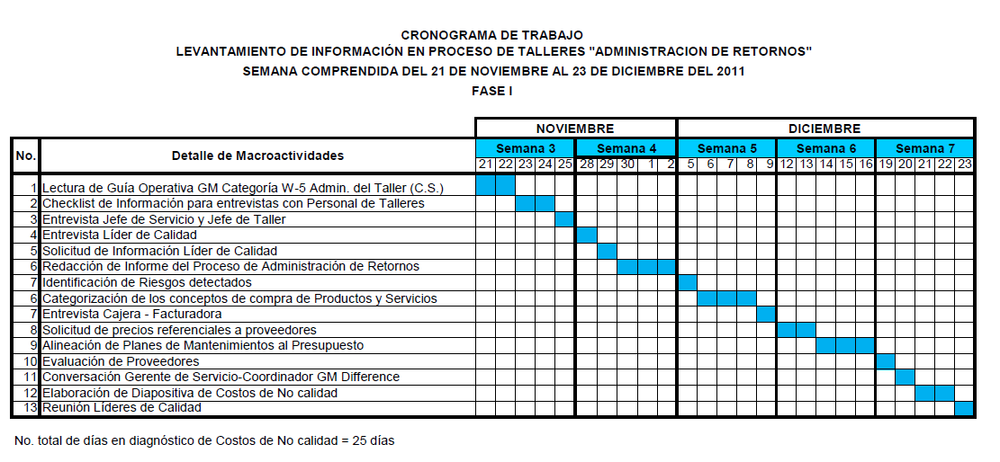 CRONOGRAMA DE TRABAJO
LEVANTAMIENTO DE INFORMACIÓN EN PROCESO DE TALLERES "ADMINISTRACION DE RETORNOS"
SEMANA COMPRENDIDA DEL 21 DE NOVIEMBRE AL 23 DE DICIEMBRE DEL 2011
FASE I
NOVIEMBRE DICIEMBRE
No. Detalle de Macroactividades Semana 3 Semana 4 Semana 5 Semana 6 Semana 7
21 22 23 24 25 28 29 30 1 2 5 6 7 8 9 12 13 14 15 16 19 20 21 22 23
1 Lectura de Guía Operativa GM Categoría W-5 Admin. del Taller (C.S.)
2 Checklist de Información para entrevistas con Personal de Talleres
3 Entrevista Jefe de Servicio y Jefe de Taller
4 Entrevista Líder de Calidad
5 Solicitud de Información Líder de Calidad
6 Redacción de Informe del Proceso de Administración de Retornos
7 Identificación de Riesgos detectados
6 Categorización de los conceptos de compra de Productos y Servicios
7 Entrevista Cajera - Facturadora
8 Solicitud de precios referenciales a proveedores
9 Alineación de Planes de Mantenimientos al Presupuesto
10 Evaluación de Proveedores
11 Conversación Gerente de Servicio-Coordinador GM Difference
12 Elaboración de Diapositiva de Costos de No calidad
13 Reunión Líderes de Calidad
No. total de días en diagnóstico de Costos de No calidad = 25 días